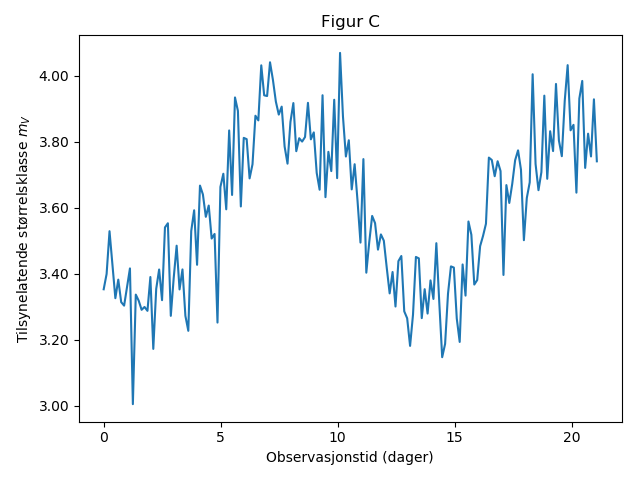 Figur C
Tilsynelatende størrelsesklasse $m_V$
4.00
3.80
3.60
3.40
3.20
3.00
0 5 10 15 20
Observasjonstid (dager)